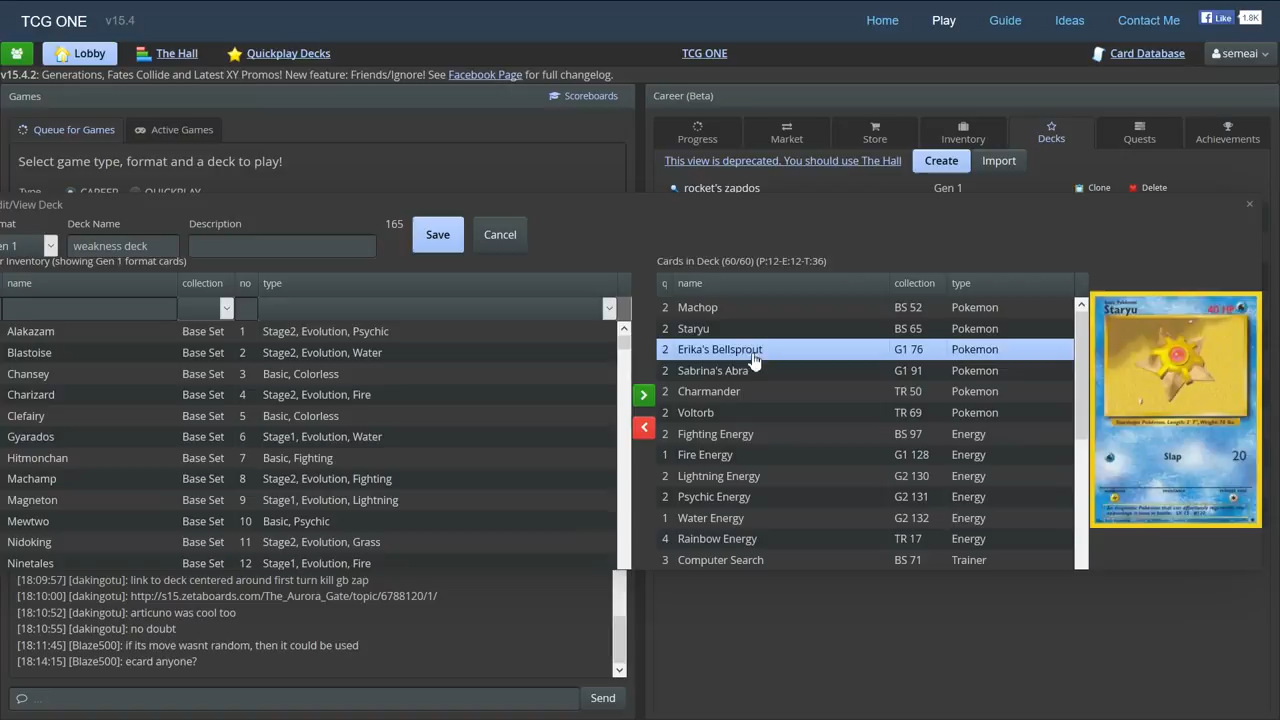 TCG ONE v15.4 Home Play Guide Ideas Contact Me Like 1.8K
Lobby The Hall Quickplay Decks TCG ONE Card Database semeai
v15.4.2: Generations, Fates Collide and Latest XY Promos! New feature: Friends/Ignore! See Facebook Page for full changelog.
Games Scoreboards
Queue for Games Active Games
Select game type, format and a deck to play!
Type CAREER QUICKPLAY
Career (Beta)
Progress Market Store Inventory Decks Quests Achievements
This view is deprecated. You should use The Hall Create Import
rocket's zapdos Gen 1 Clone Delete
dit/View Deck
mat Deck Name Description 165
en 1 weakness deck Save Cancel
r Inventory (showing Gen 1 format cards)
name collection no type
Alakazam Base Set 1 Stage2, Evolution, Psychic
Blastoise Base Set 2 Stage2, Evolution, Water
Chansey Base Set 3 Basic, Colorless
Charizard Base Set 4 Stage2, Evolution, Fire
Clefairy Base Set 5 Basic, Colorless
Gyarados Base Set 6 Stage1, Evolution, Water
Hitmonchan Base Set 7 Basic, Fighting
Machamp Base Set 8 Stage2, Evolution, Fighting
Magneton Base Set 9 Stage1, Evolution, Lightning
Mewtwo Base Set 10 Basic, Psychic
Nidoking Base Set 11 Stage2, Evolution, Grass
Ninetales Base Set 12 Stage1, Evolution, Fire
Cards in Deck (60/60) (P:12-E:12-T:36)
q name collection type
2 Machop BS 52 Pokemon
2 Staryu BS 65 Pokemon
2 Erika's Bellsprout G1 76 Pokemon
2 Sabrina's Abra G1 91 Pokemon
2 Charmander TR 50 Pokemon
2 Voltorb TR 69 Pokemon
2 Fighting Energy BS 97 Energy
1 Fire Energy G1 128 Energy
2 Lightning Energy G2 130 Energy
2 Psychic Energy G2 131 Energy
1 Water Energy G2 132 Energy
4 Rainbow Energy TR 17 Energy
3 Computer Search BS 71 Trainer
Staryu 40 HP
Slap 20
[18:09:57] [dakingotu]: link to deck centered around first turn kill gb zap
[18:10:00] [dakingotu]: http://s15.zetaboards.com/The_Aurora_Gate/topic/6788120/1/
[18:10:52] [dakingotu]: articuno was cool too
[18:10:55] [dakingotu]: no doubt
[18:11:45] [Blaze500]: if its move wasnt random, then it could be used
[18:14:15] [Blaze500]: ecard anyone?
... Send